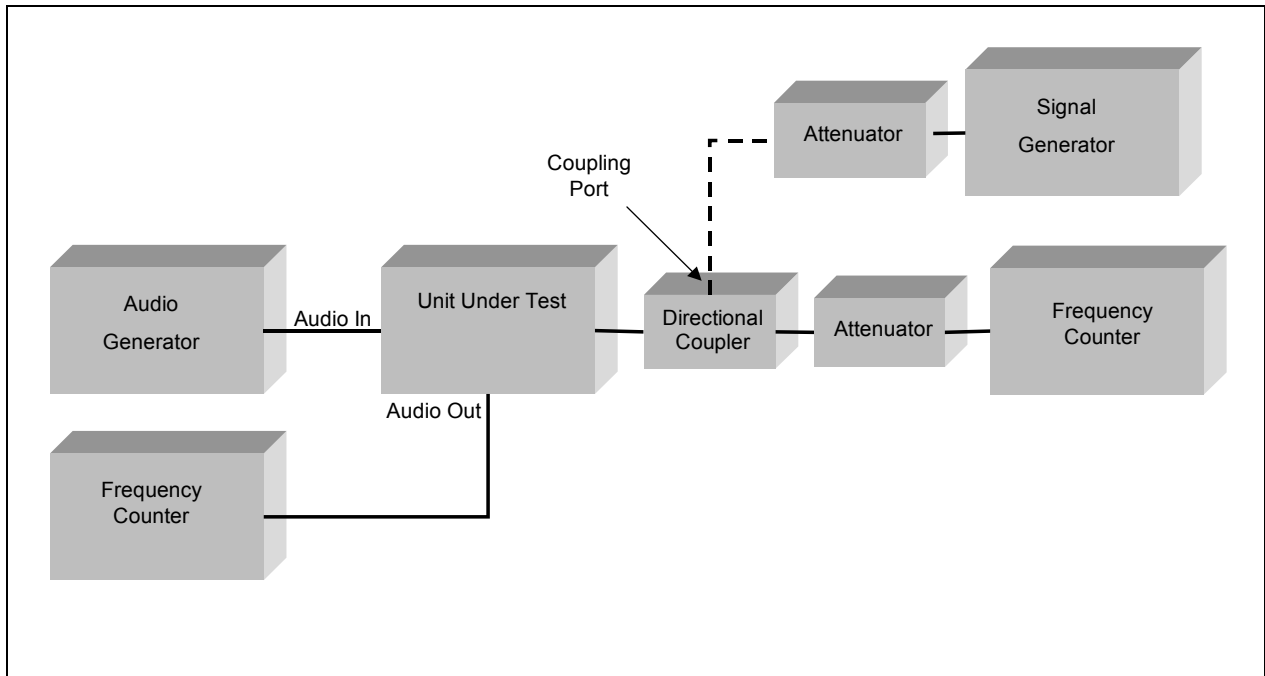 Signal
Generator
Attenuator
Coupling
Port
Audio
Generator
Audio In
Unit Under Test
Directional
Coupler
Attenuator
Frequency
Counter
Audio Out
Frequency
Counter